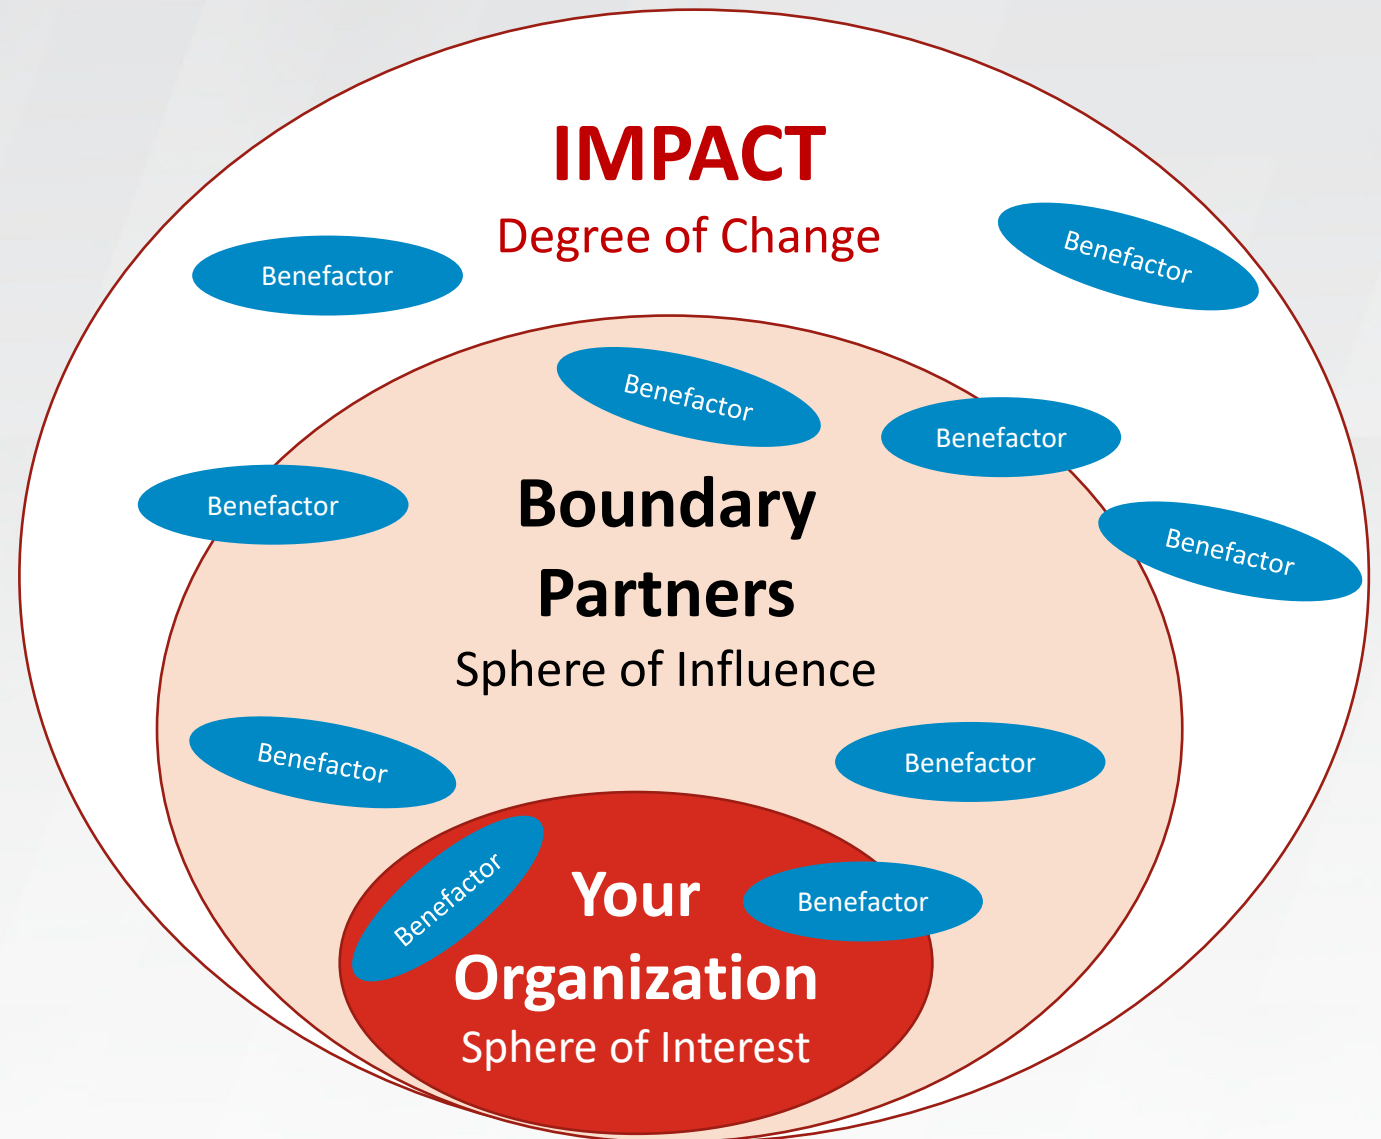 IMPACT
Degree of Change
Benefactor
Benefactor
Benefactor
Benefactor
Benefactor
Boundary
Partners
Benefactor
Sphere of Influence
Benefactor
Benefactor
Benefactor
Your
Benefactor
Organization
Sphere of Interest